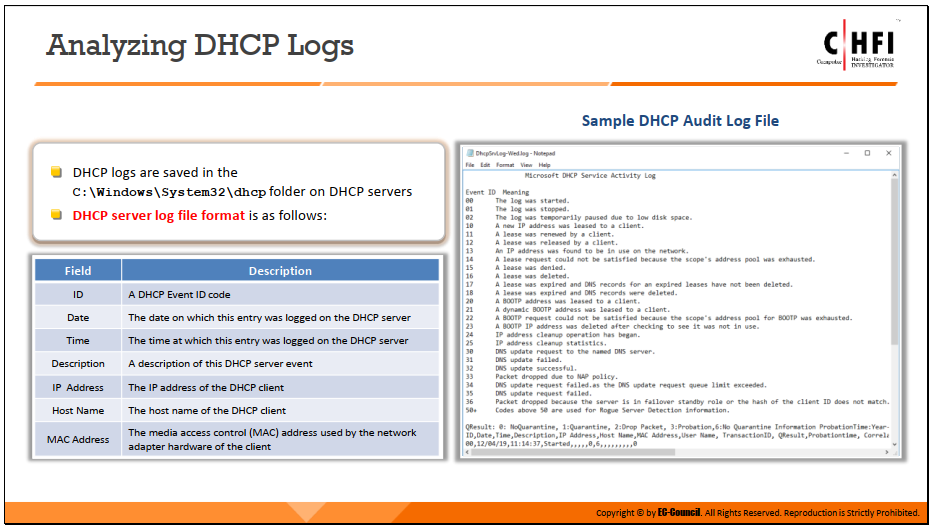 Analyzing DHCP Logs
CHFI
Computer Hacking Forensic
INVESTIGATOR
Sample DHCP Audit Log File
DHCP logs are saved in the
C:\Windows\System32\dhcp folder on DHCP servers
DHCP server log file format is as follows:
Field Description
ID A DHCP Event ID code
Date The date on which this entry was logged on the DHCP server
Time The time at which this entry was logged on the DHCP server
Description A description of this DHCP server event
IP Address The IP address of the DHCP client
Host Name The host name of the DHCP client
MAC Address The media access control (MAC) address used by the network
adapter hardware of the client
DhcpSrvLog-Wed.log - Notepad
File Edit Format View Help
Microsoft DHCP Service Activity Log
Event ID Meaning
00 The log was started.
01 The log was stopped.
02 The log was temporarily paused due to low disk space.
10 A new IP address was leased to a client.
11 A lease was renewed by a client.
12 A lease was released by a client.
13 An IP address was found to be in use on the network.
14 A lease request could not be satisfied because the scope's address pool was exhausted.
15 A lease was denied.
16 A lease was deleted.
17 A lease was expired and DNS records for an expired leases have not been deleted.
18 A lease was expired and DNS records were deleted.
20 A BOOTP address was leased to a client.
21 A dynamic BOOTP address was leased to a client.
22 A BOOTP request could not be satisfied because the scope's address pool for BOOTP was exhausted.
23 A BOOTP IP address was deleted after checking to see it was not in use.
24 IP address cleanup operation has began.
25 IP address cleanup statistics.
30 DNS update request to the named DNS server.
31 DNS update failed.
32 DNS update successful.
33 Packet dropped due to NAP policy.
34 DNS update request failed.as the DNS update request queue limit exceeded.
35 DNS update request failed.
36 Packet dropped because the server is in failover standby role or the hash of the client ID does not match.
50+ Codes above 50 are used for Rogue Server Detection information.
QResult: 0: NoQuarantine, 1:Quarantine, 2:Drop Packet, 3:Probation,6:No Quarantine Information ProbationTime:Year-
ID,Date,Time,Description,IP Address,Host Name,MAC Address,User Name, TransactionID, QResult,Probationtime, Correla
00,12/04/19,11:14:37,Started,,,,,0,6,,,,,,,,,0
Copyright © by EC-Council. All Rights Reserved. Reproduction is Strictly Prohibited.